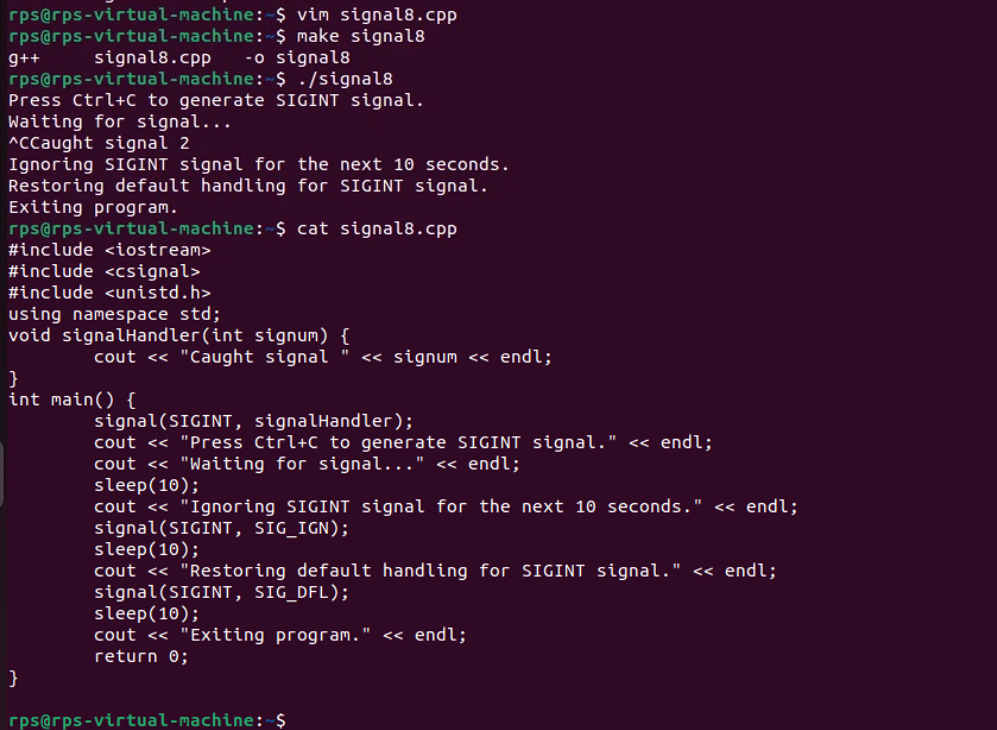 rps@rps-virtual-machine:~$ vim signal8.cpp
rps@rps-virtual-machine:~$ make signal8
g++     signal8.cpp   -o signal8
rps@rps-virtual-machine:~$ ./signal8
Press Ctrl+C to generate SIGINT signal.
Waiting for signal...
^CCaught signal 2
Ignoring SIGINT signal for the next 10 seconds.
Restoring default handling for SIGINT signal.
Exiting program.
rps@rps-virtual-machine:~$ cat signal8.cpp
#include <iostream>
#include <csignal>
#include <unistd.h>
using namespace std;
void signalHandler(int signum) {
        cout << "Caught signal " << signum << endl;
}
int main() {
        signal(SIGINT, signalHandler);
        cout << "Press Ctrl+C to generate SIGINT signal." << endl;
        cout << "Waiting for signal..." << endl;
        sleep(10);
        cout << "Ignoring SIGINT signal for the next 10 seconds." << endl;
        signal(SIGINT, SIG_IGN);
        sleep(10);
        cout << "Restoring default handling for SIGINT signal." << endl;
        signal(SIGINT, SIG_DFL);
        sleep(10);
        cout << "Exiting program." << endl;
        return 0;
}
rps@rps-virtual-machine:~$